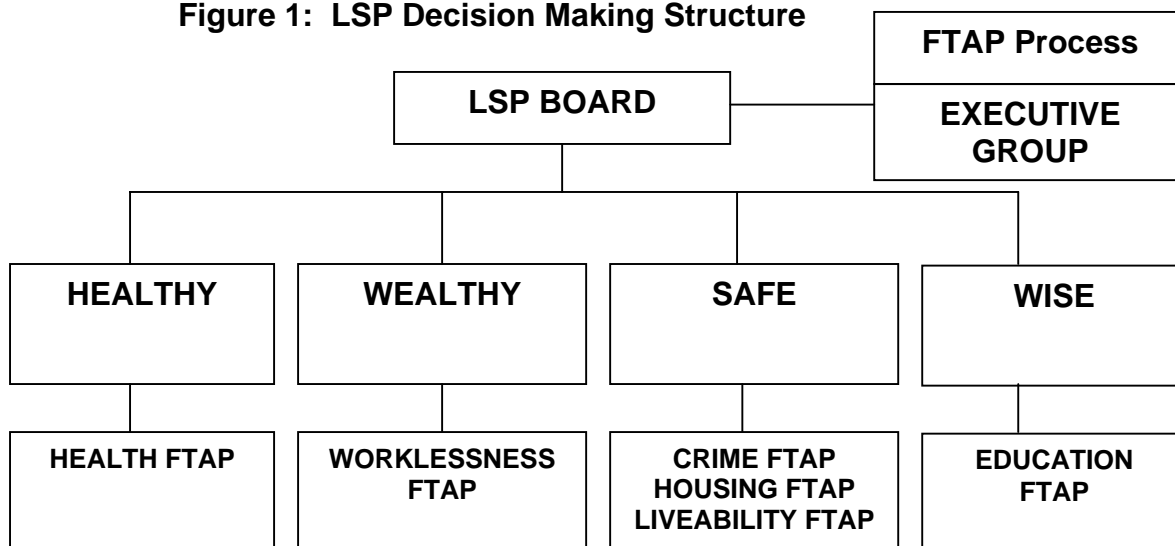 Figure 1: LSP Decision Making Structure
FTAP Process
LSP BOARD
EXECUTIVE
GROUP
HEALTHY
WEALTHY
SAFE
WISE
HEALTH FTAP
WORKLESSNESS
FTAP
CRIME FTAP
HOUSING FTAP
LIVEABILITY FTAP
EDUCATION
FTAP